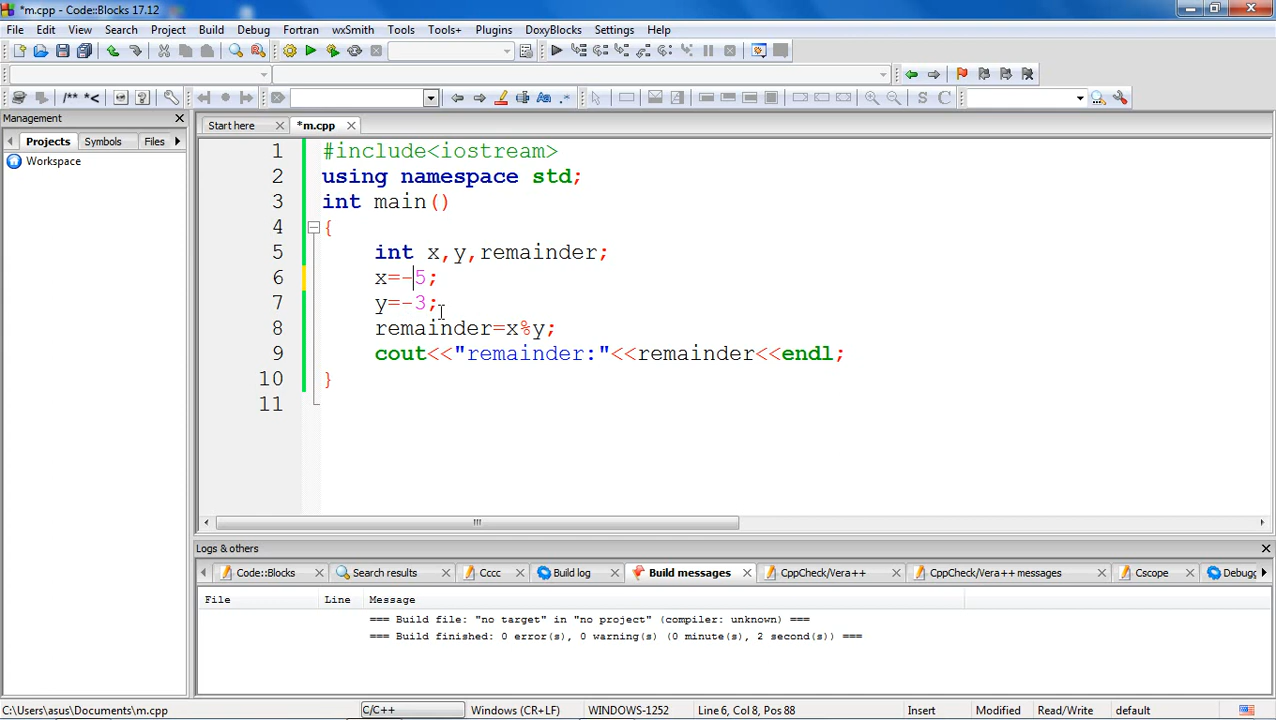 *m.cpp - Code::Blocks 17.12
File Edit View Search Project Build Debug Fortran wxSmith Tools Tools+ Plugins DoxyBlocks Settings Help
/** *< S C
Management
Projects Symbols Files
Workspace
Start here *m.cpp
1 #include<iostream>
2 using namespace std;
3 int main()
4 {
5 int x,y,remainder;
6 x=-5;
7 y=-3;
8 remainder=x%y;
9 cout<<"remainder:"<<remainder<<endl;
10 }
11
Logs & others
Code::Blocks Search results Cccc Build log Build messages CppCheck/Vera++ CppCheck/Vera++ messages Cscope Debugg
File Line Message
=== Build file: "no target" in "no project" (compiler: unknown) ===
=== Build finished: 0 error(s), 0 warning(s) (0 minute(s), 2 second(s)) ===
C:\Users\asus\Documents\m.cpp C/C++ Windows (CR+LF) WINDOWS-1252 Line 6, Col 8, Pos 88 Insert Modified Read/Write default